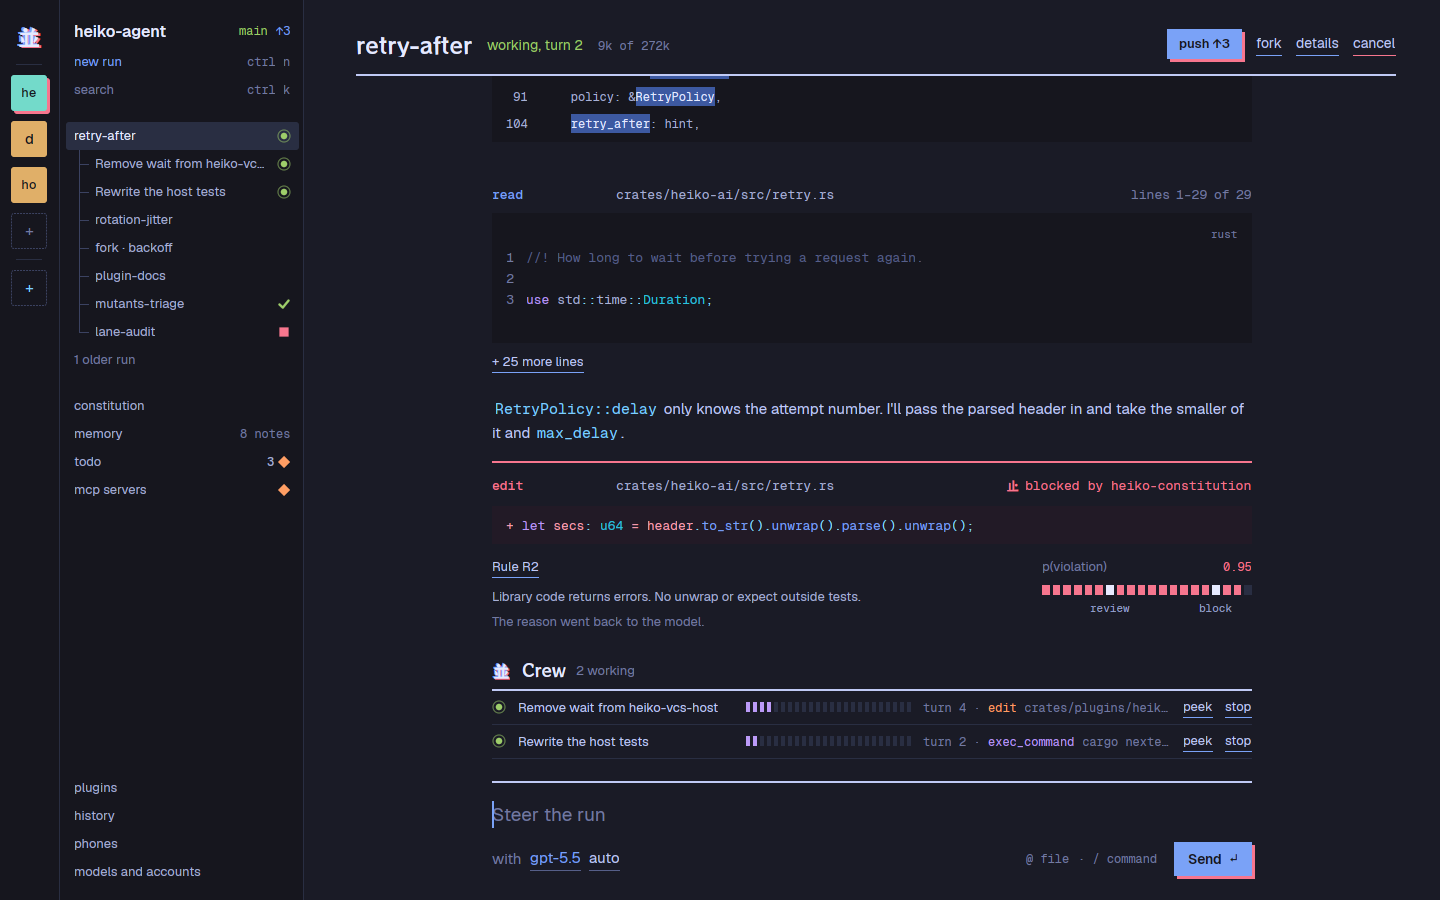 heiko-agent main ↑3
new run ctrl n
search ctrl k
he
d
ho
+
+
retry-after
Remove wait from heiko-vc…
Rewrite the host tests
rotation-jitter
fork · backoff
plugin-docs
mutants-triage
lane-audit
1 older run
constitution
memory 8 notes
todo 3
mcp servers
plugins
history
phones
models and accounts
retry-after working, turn 2 9k of 272k push ↑3 fork details cancel
91 policy: &RetryPolicy,
104 retry_after: hint,
read crates/heiko-ai/src/retry.rs lines 1-29 of 29
rust
1 //! How long to wait before trying a request again.
2
3 use std::time::Duration;
+ 25 more lines
RetryPolicy::delay only knows the attempt number. I'll pass the parsed header in and take the smaller of
it and max_delay.
edit crates/heiko-ai/src/retry.rs blocked by heiko-constitution
+ let secs: u64 = header.to_str().unwrap().parse().unwrap();
Rule R2 p(violation) 0.95
Library code returns errors. No unwrap or expect outside tests.
review block
The reason went back to the model.
Crew 2 working
Remove wait from heiko-vcs-host turn 4 · edit crates/plugins/heik… peek stop
Rewrite the host tests turn 2 · exec_command cargo nexte… peek stop
Steer the run
with gpt-5.5 auto @ file · / command Send ↵